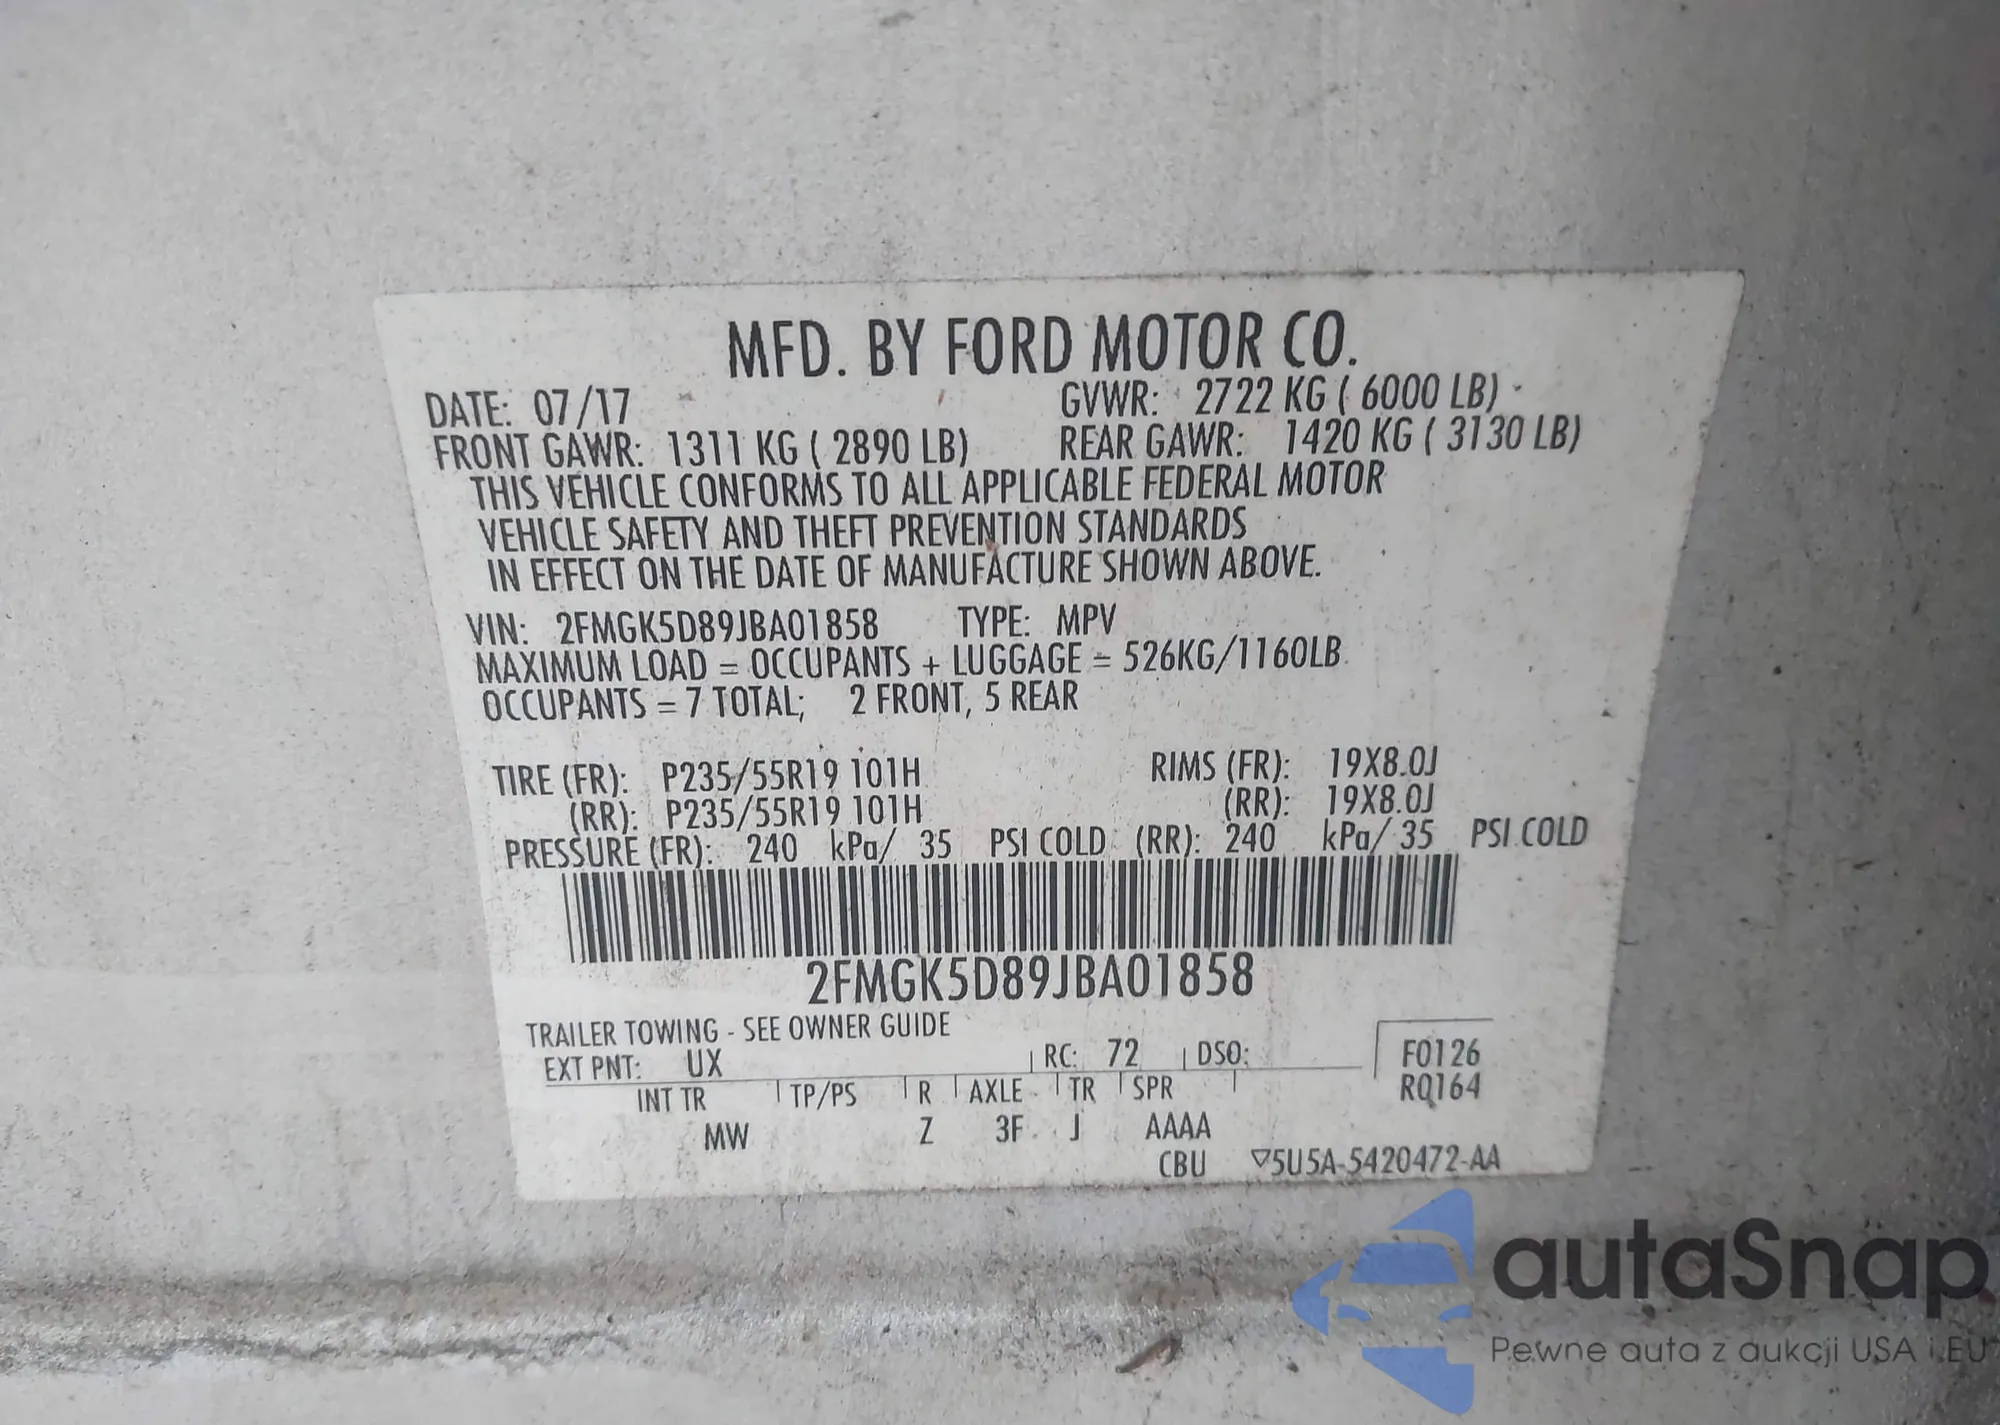 MFD. BY FORD MOTOR CO.
DATE: 07/17 GVWR: 2722 KG ( 6000 LB)
FRONT GAWR: 1311 KG ( 2890 LB) REAR GAWR: 1420 KG ( 3130 LB)
THIS VEHICLE CONFORMS TO ALL APPLICABLE FEDERAL MOTOR
VEHICLE SAFETY AND THEFT PREVENTION STANDARDS
IN EFFECT ON THE DATE OF MANUFACTURE SHOWN ABOVE.
VIN: 2FMGK5D89JBA01858 TYPE: MPV
MAXIMUM LOAD = OCCUPANTS + LUGGAGE = 526KG/1160LB
OCCUPANTS = 7 TOTAL; 2 FRONT, 5 REAR
TIRE (FR): P235/55R19 101H RIMS (FR): 19X8.0J
(RR): P235/55R19 101H (RR): 19X8.0J
PRESSURE (FR): 240 kPa/ 35 PSI COLD (RR): 240 kPa/ 35 PSI COLD
2FMGK5D89JBA01858
TRAILER TOWING - SEE OWNER GUIDE
EXT PNT: UX RC: 72 DSO: F0126
INT TR TP/PS R AXLE TR SPR RQ164
MW Z 3F J AAAA
CBU ▽5U5A-5420472-AA
autaSnap
Pewne auta z aukcji USA i EU